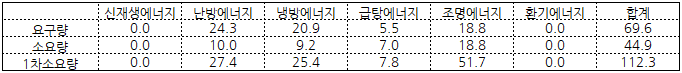 신재생에너지 난방에너지 냉방에너지 급탕에너지 조명에너지 환기에너지 합계
요구량 0.0 24.3 20.9 5.5 18.8 0.0 69.6
소요량 0.0 10.0 9.2 7.0 18.8 0.0 44.9
1차소요량 0.0 27.4 25.4 7.8 51.7 0.0 112.3